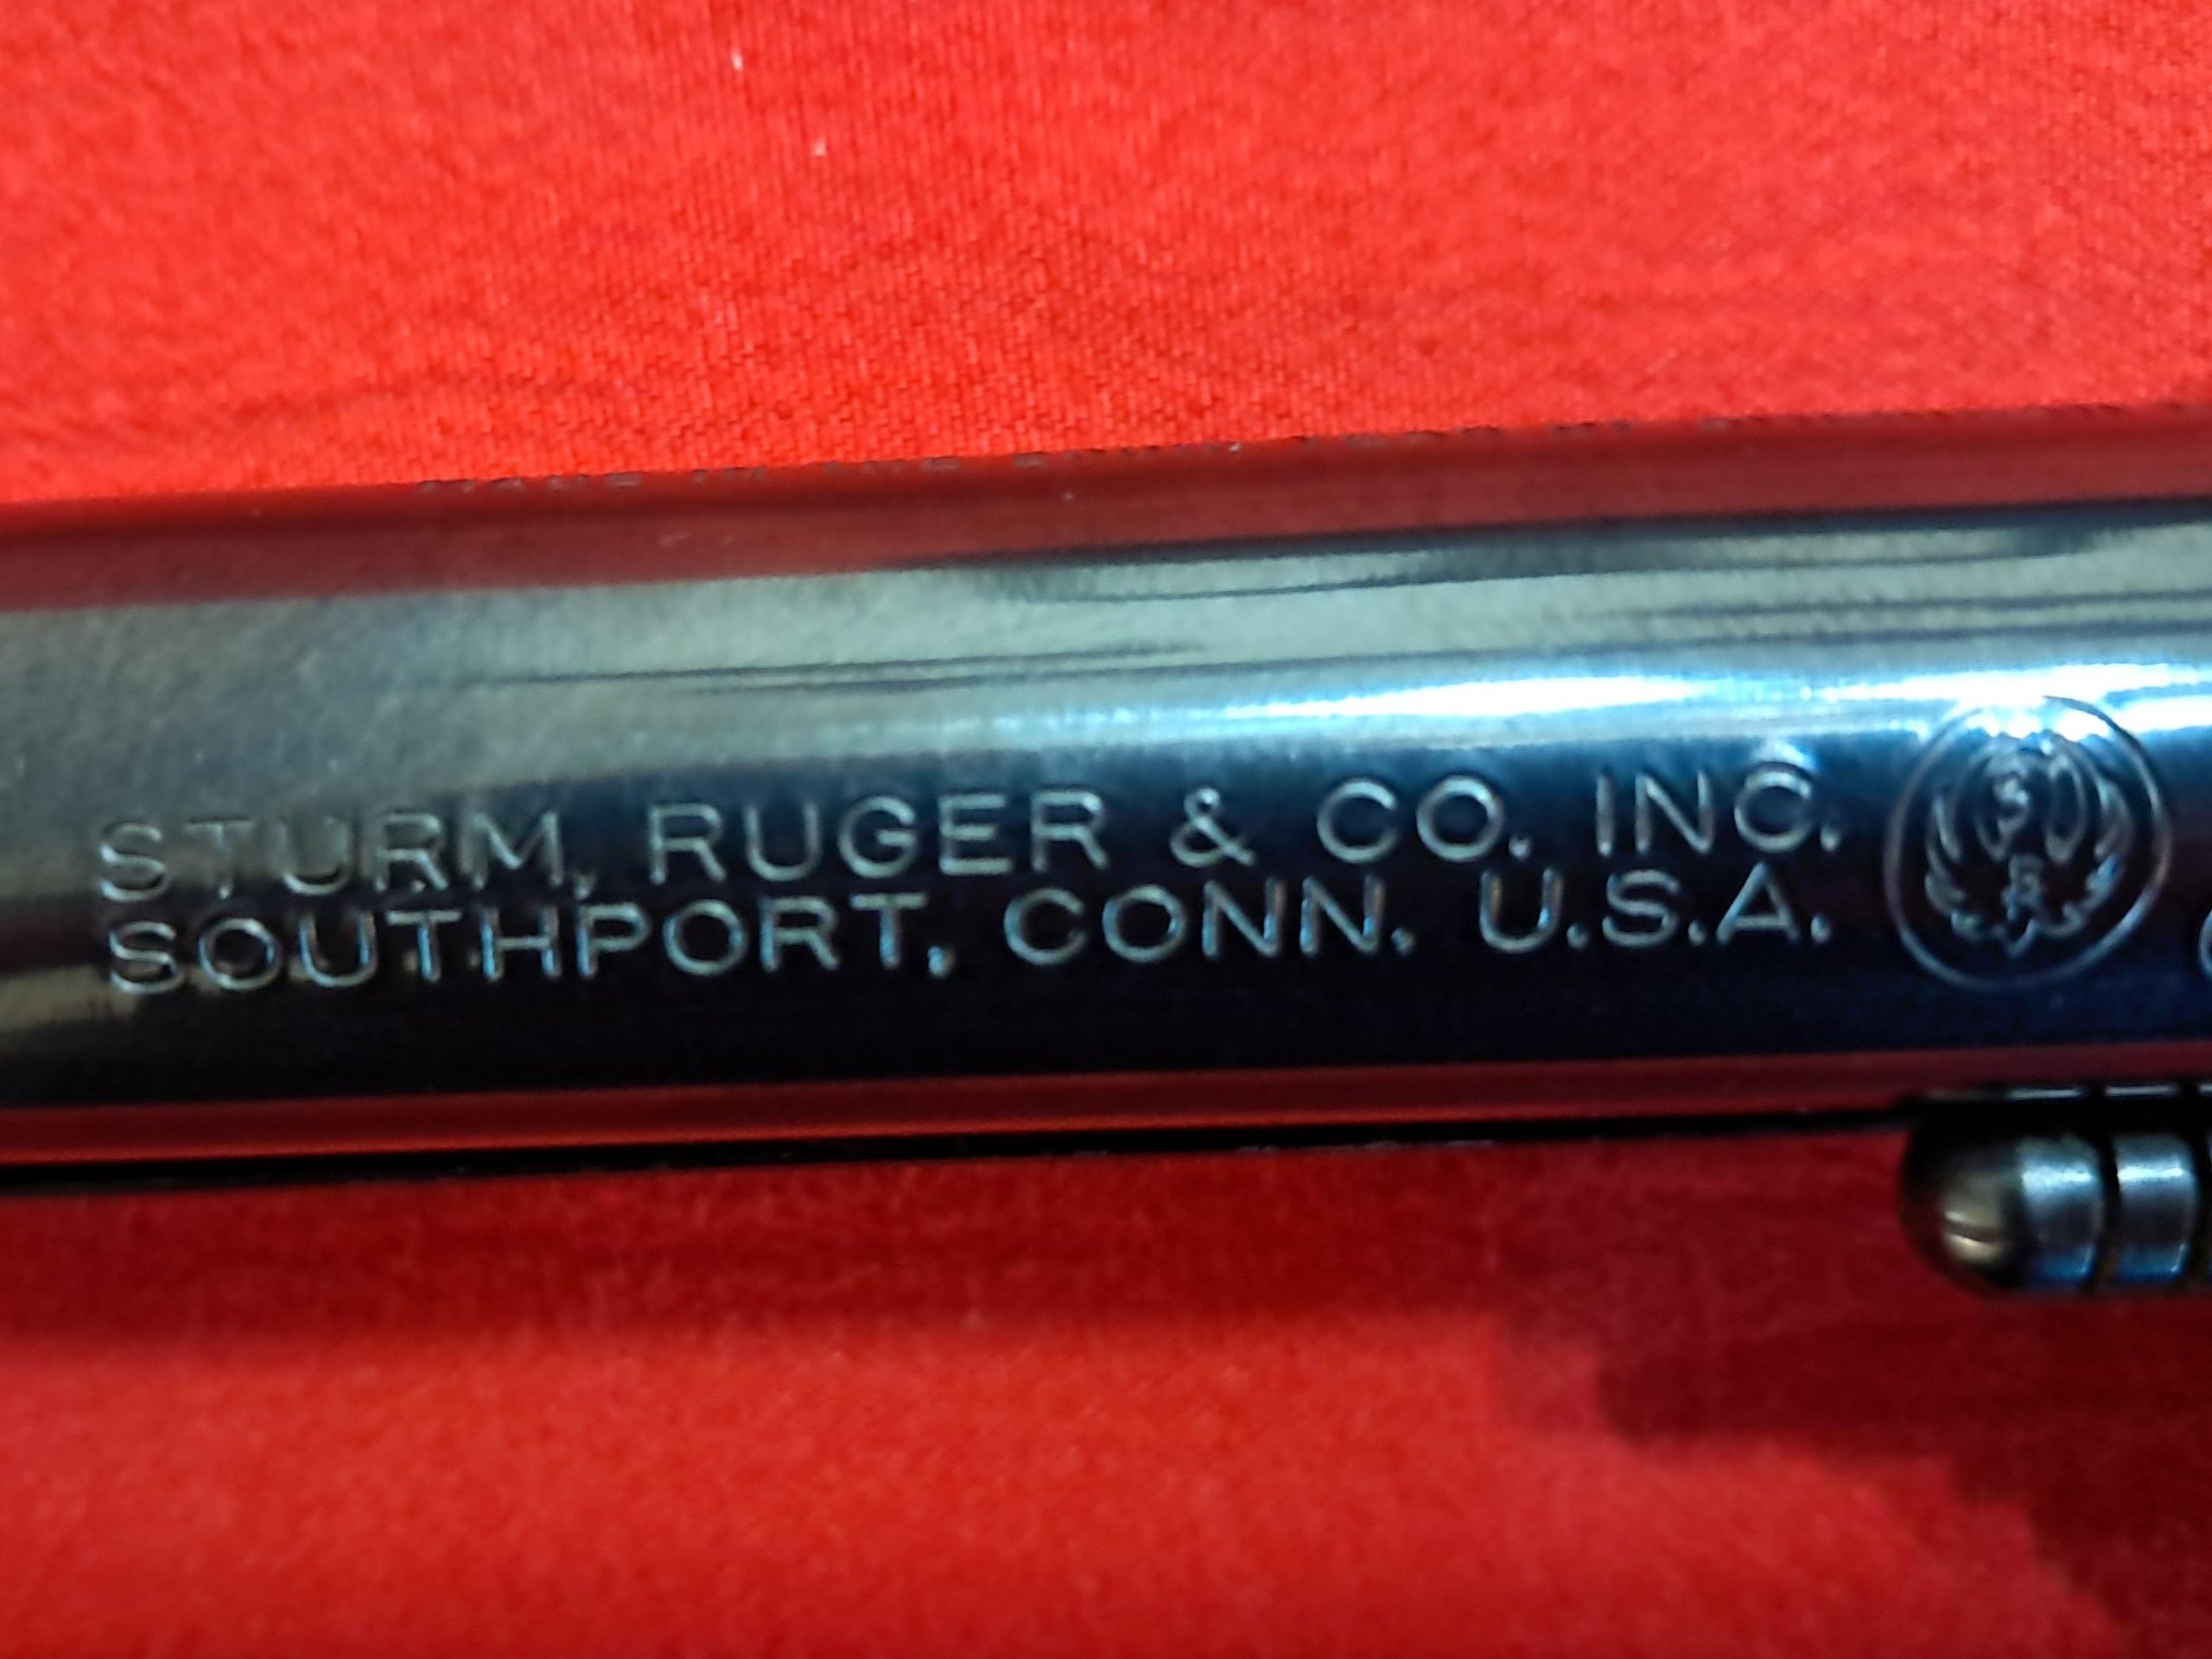 STURM, RUGER & CO. INC.
SOUTHPORT, CONN. U.S.A.
S
R